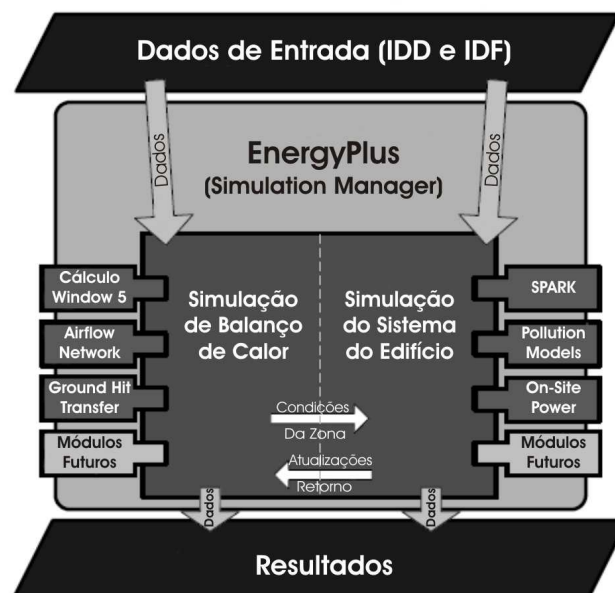 Dados de Entrada (IDD e IDF)
Dados
Dados
EnergyPlus
(Simulation Manager)
Cálculo
Window 5
Airflow
Network
Ground Hit
Transfer
Módulos
Futuros
Simulação
de Balanço
de Calor
Simulação
do Sistema
do Edifício
Condições
Da Zona
Atualizações
Retorno
SPARK
Pollution
Models
On-Site
Power
Módulos
Futuros
Dados
Dados
Resultados